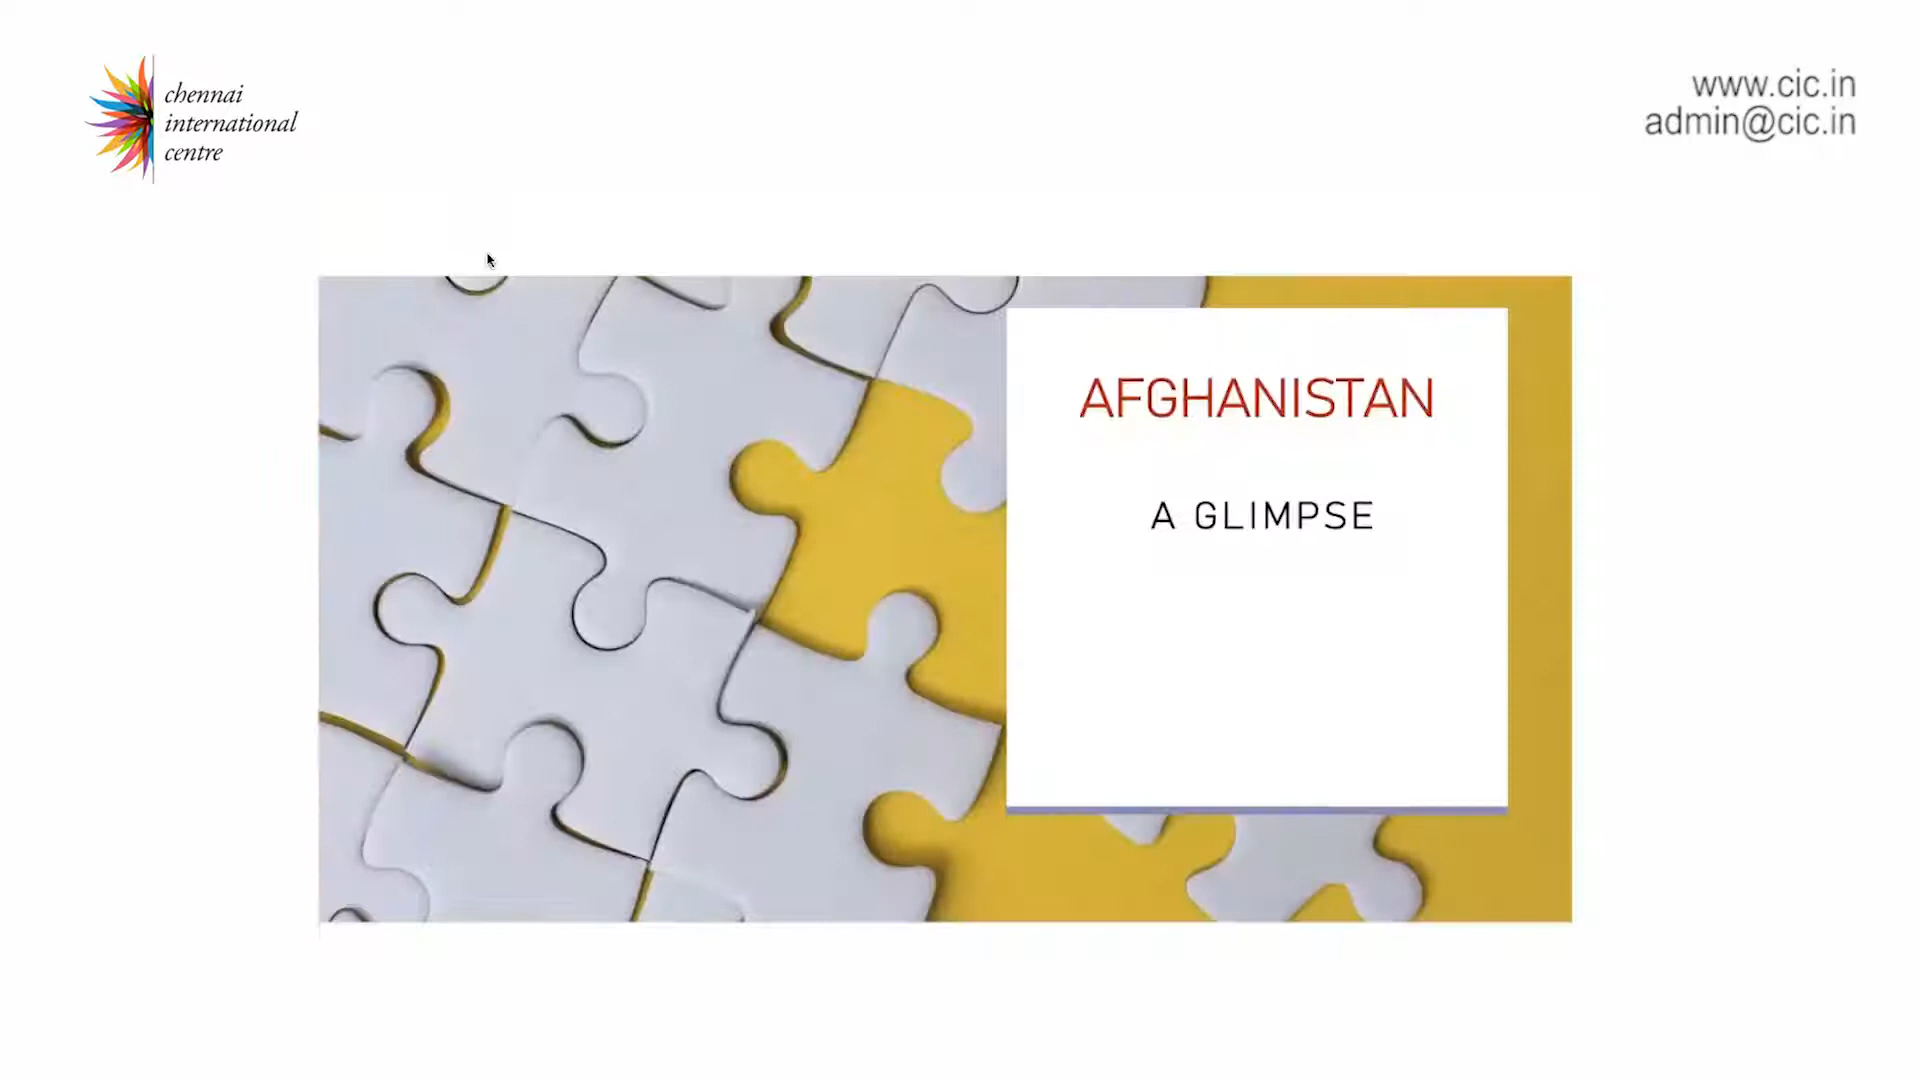 chennai
international
centre
www.cic.in
admin@cic.in
AFGHANISTAN
A GLIMPSE